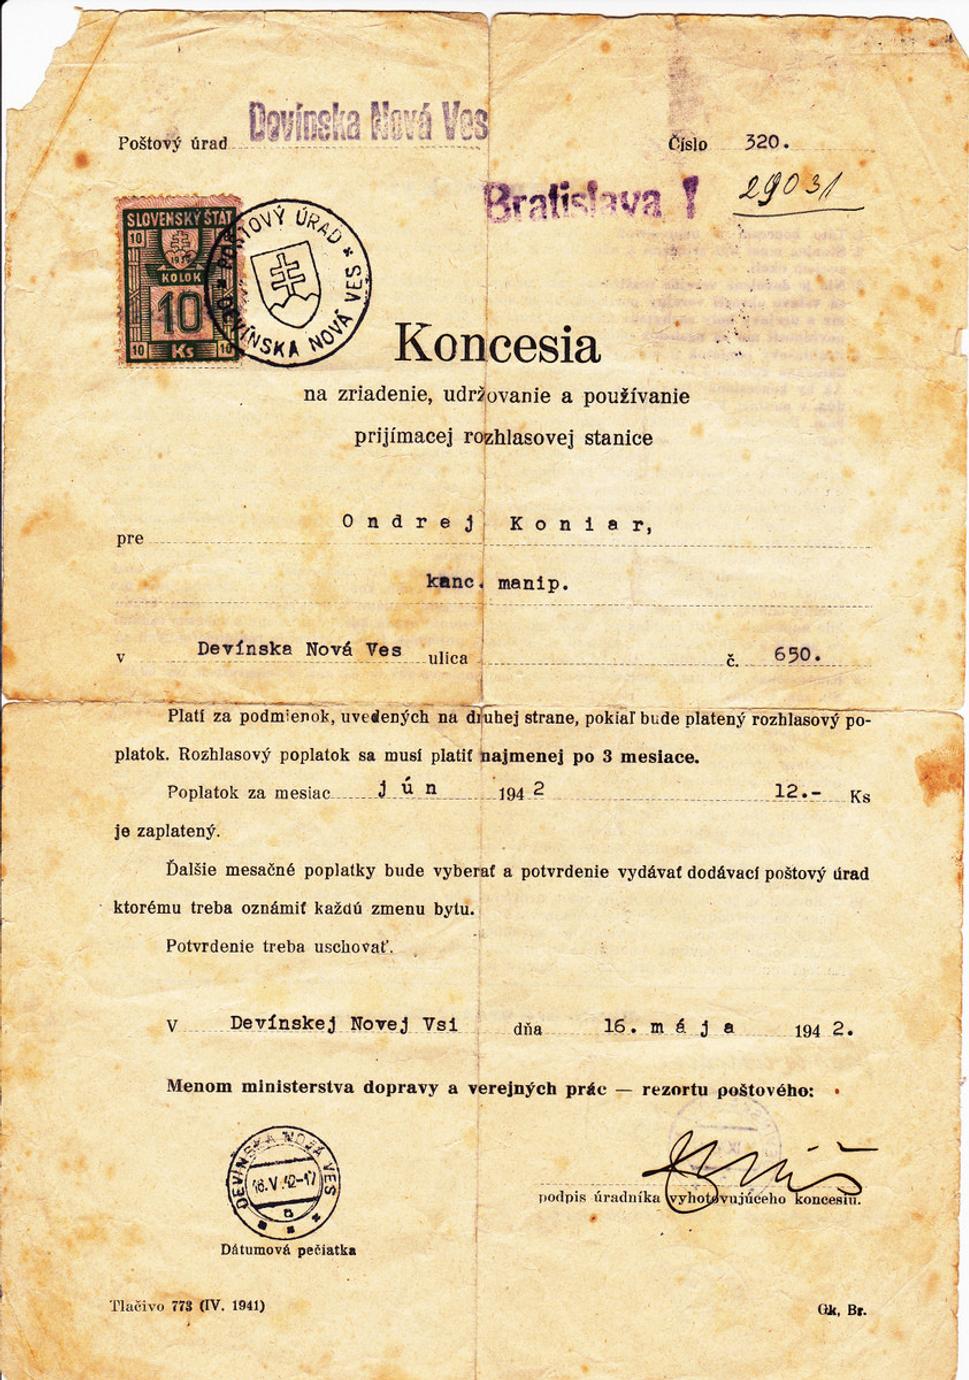 Poštový úrad Devínska Nová Ves
Číslo 320.
Bratislava 1
29031
SLOVENSKÝ ŠTÁT
10
1939
KOLOK
10
10 Ks 10
POŠTOVÝ ÚRAD * DEVÍNSKA NOVÁ VES *
Koncesia
na zriadenie, udržovanie a používanie
prijímacej rozhlasovej stanice
pre Ondrej Koniar,
kanc. manip.
v Devínska Nová Ves ulica č. 650.
Platí za podmienok, uvedených na druhej strane, pokiaľ bude platený rozhlasový po-
platok. Rozhlasový poplatok sa musí platiť najmenej po 3 mesiace.
Poplatok za mesiac jún 1942 12.- Ks
je zaplatený.
Ďalšie mesačné poplatky bude vyberať a potvrdenie vydávať dodávací poštový úrad
ktorému treba oznámiť každú zmenu bytu.
Potvrdenie treba uschovať.
V Devínskej Novej Vsi dňa 16. mája 1942.
Menom ministerstva dopravy a verejných prác — rezortu poštového:
DEVÍNSKA NOVÁ VES
16.V.42-17
a
podpis úradníka vyhotovujúceho koncesiu.
Dátumová pečiatka
Tlačivo 773 (IV. 1941)
Gk, Br.